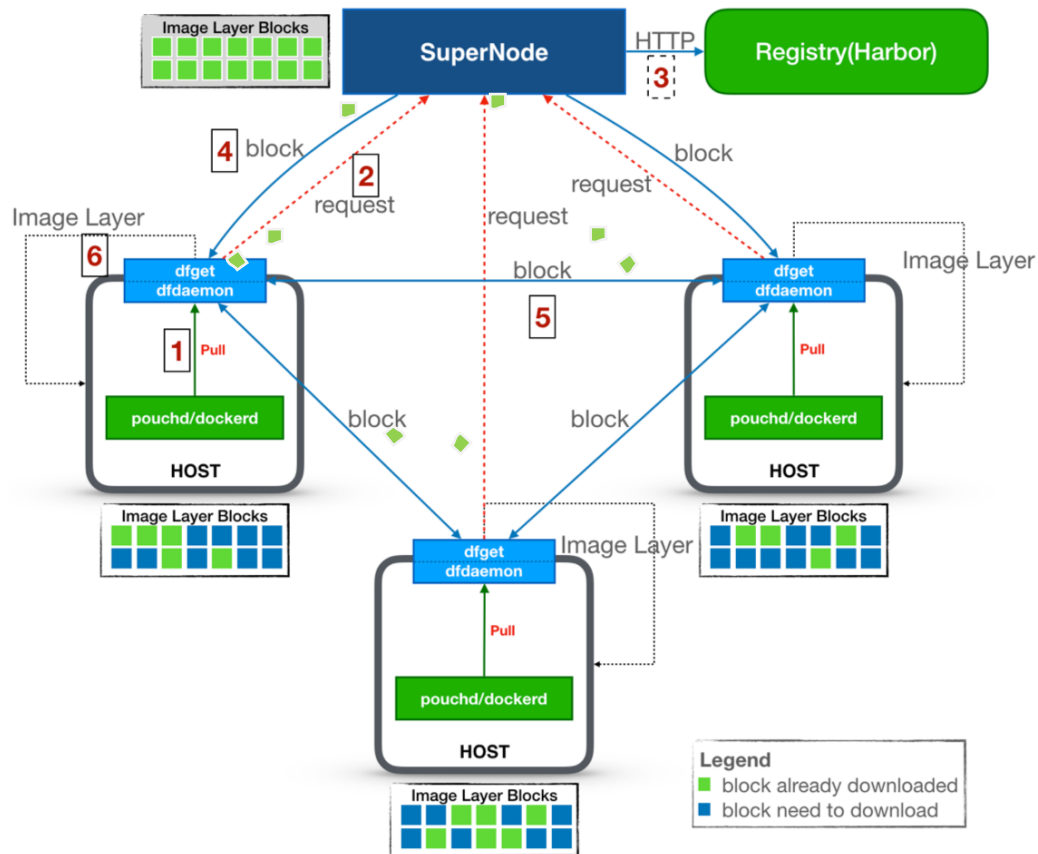 Image Layer Blocks
SuperNode
HTTP
3
Registry(Harbor)
4
block
2
request
request
request
block
Image Layer
6
dfget
dfdaemon
block
5
dfget
dfdaemon
Image Layer
1
Pull
pouchd/dockerd
HOST
Image Layer Blocks
block
block
Pull
pouchd/dockerd
HOST
Image Layer Blocks
dfget
dfdaemon
Image Layer
Pull
pouchd/dockerd
HOST
Image Layer Blocks
Legend
block already downloaded
block need to download